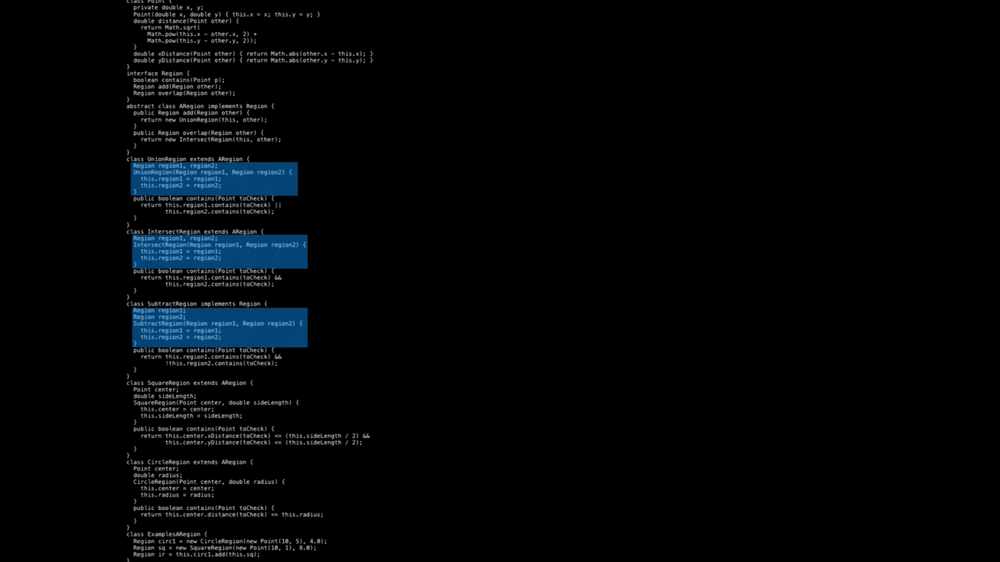 class Point {
private double x, y;
Point(double x, double y) { this.x = x; this.y = y; }
double distance(Point other) {
return Math.sqrt(
Math.pow(this.x - other.x, 2) +
Math.pow(this.y - other.y, 2));
}
double xDistance(Point other) { return Math.abs(other.x - this.x); }
double yDistance(Point other) { return Math.abs(other.y - this.y); }
}
interface Region {
boolean contains(Point p);
Region add(Region other);
Region overlap(Region other);
}
abstract class ARegion implements Region {
public Region add(Region other) {
return new UnionRegion(this, other);
}
public Region overlap(Region other) {
return new IntersectRegion(this, other);
}
}
class UnionRegion extends ARegion {
Region region1, region2;
UnionRegion(Region region1, Region region2) {
this.region1 = region1;
this.region2 = region2;
}
public boolean contains(Point toCheck) {
return this.region1.contains(toCheck) ||
this.region2.contains(toCheck);
}
}
class IntersectRegion extends ARegion {
Region region1, region2;
IntersectRegion(Region region1, Region region2) {
this.region1 = region1;
this.region2 = region2;
}
public boolean contains(Point toCheck) {
return this.region1.contains(toCheck) &&
this.region2.contains(toCheck);
}
}
class SubtractRegion implements Region {
Region region1;
Region region2;
SubtractRegion(Region region1, Region region2) {
this.region1 = region1;
this.region2 = region2;
}
public boolean contains(Point toCheck) {
return this.region1.contains(toCheck) &&
!this.region2.contains(toCheck);
}
}
class SquareRegion extends ARegion {
Point center;
double sideLength;
SquareRegion(Point center, double sideLength) {
this.center = center;
this.sideLength = sideLength;
}
public boolean contains(Point toCheck) {
return this.center.xDistance(toCheck) <= (this.sideLength / 2) &&
this.center.yDistance(toCheck) <= (this.sideLength / 2);
}
}
class CircleRegion extends ARegion {
Point center;
double radius;
CircleRegion(Point center, double radius) {
this.center = center;
this.radius = radius;
}
public boolean contains(Point toCheck) {
return this.center.distance(toCheck) <= this.radius;
}
}
class ExamplesARegion {
Region circ1 = new CircleRegion(new Point(10, 5), 4.0);
Region sq = new SquareRegion(new Point(10, 1), 8.0);
Region ir = this.circ1.add(this.sq);
}